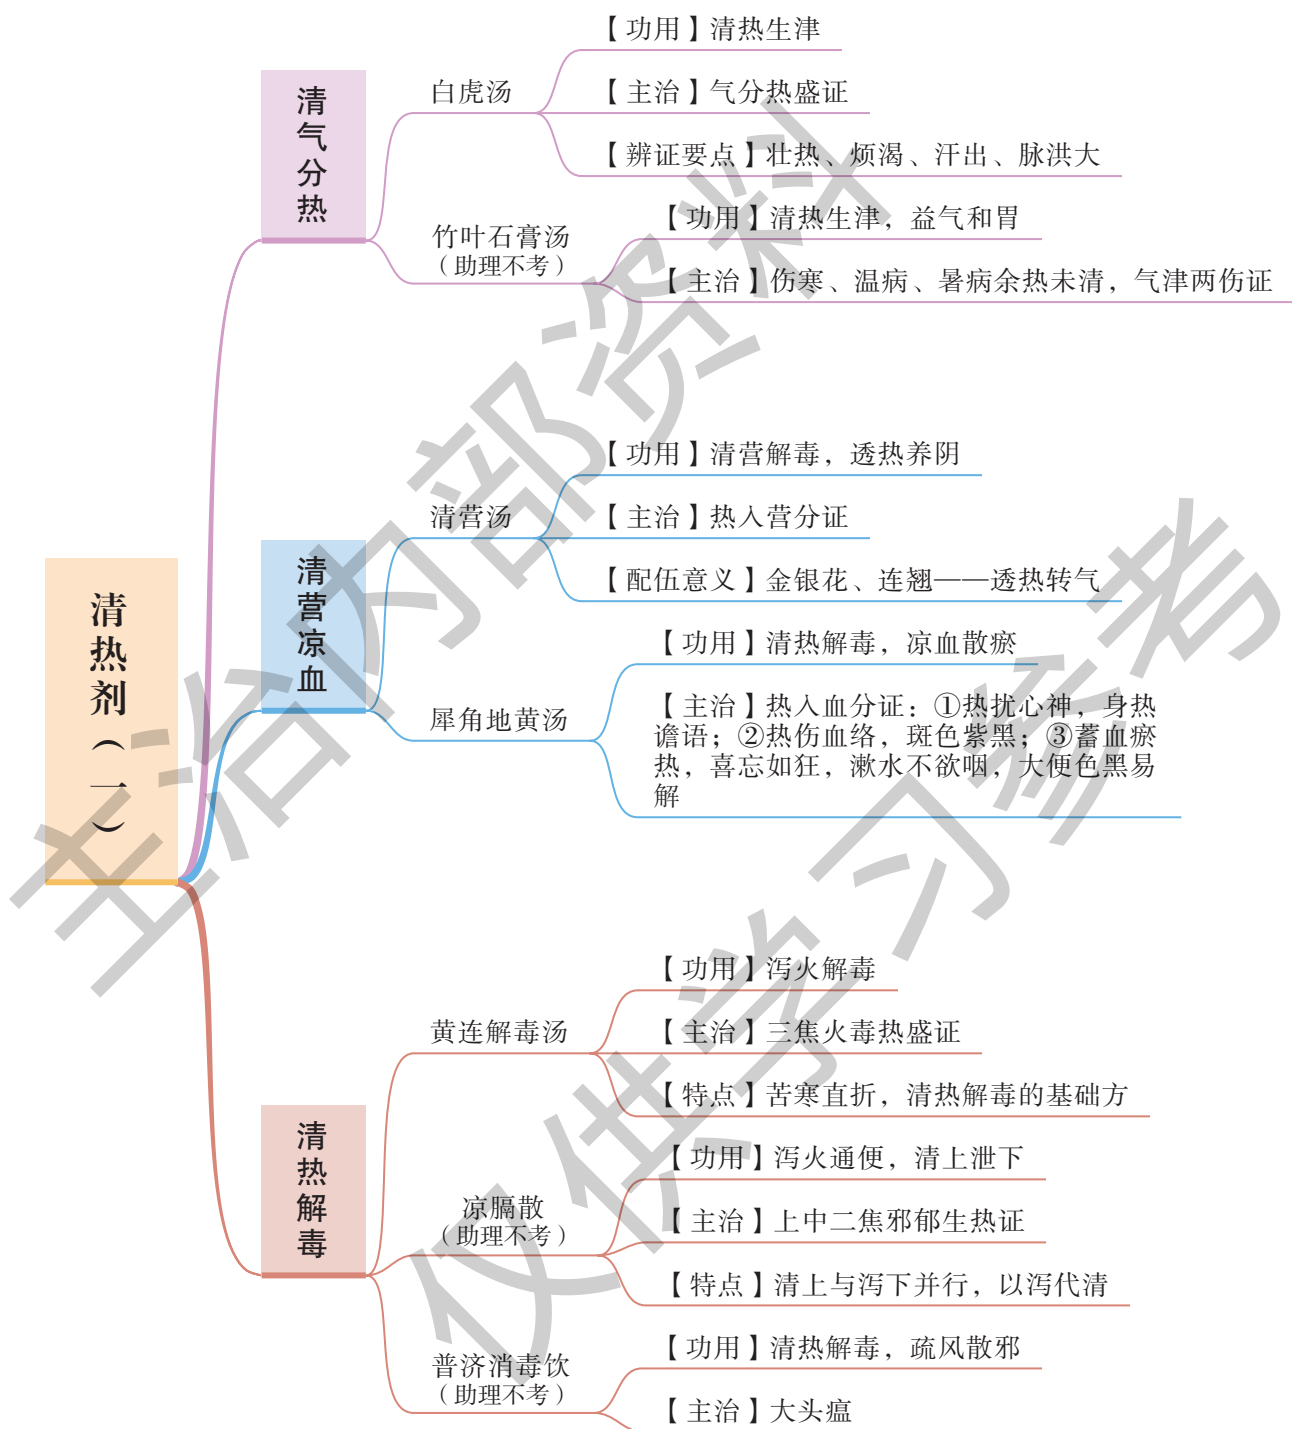 清热剂（一）
清气分热
白虎汤
【功用】清热生津
【主治】气分热盛证
【辨证要点】壮热、烦渴、汗出、脉洪大
竹叶石膏汤
（助理不考）
【功用】清热生津，益气和胃
【主治】伤寒、温病、暑病余热未清，气津两伤证
清营凉血
清营汤
【功用】清营解毒，透热养阴
【主治】热入营分证
【配伍意义】金银花、连翘——透热转气
犀角地黄汤
【功用】清热解毒，凉血散瘀
【主治】热入血分证：①热扰心神，身热
谵语；②热伤血络，斑色紫黑；③蓄血瘀
热，喜忘如狂，漱水不欲咽，大便色黑易
解
清热解毒
黄连解毒汤
【功用】泻火解毒
【主治】三焦火毒热盛证
【特点】苦寒直折，清热解毒的基础方
凉膈散
（助理不考）
【功用】泻火通便，清上泄下
【主治】上中二焦邪郁生热证
【特点】清上与泻下并行，以泻代清
普济消毒饮
（助理不考）
【功用】清热解毒，疏风散邪
【主治】大头瘟
主治内部资料
仅供学习参考